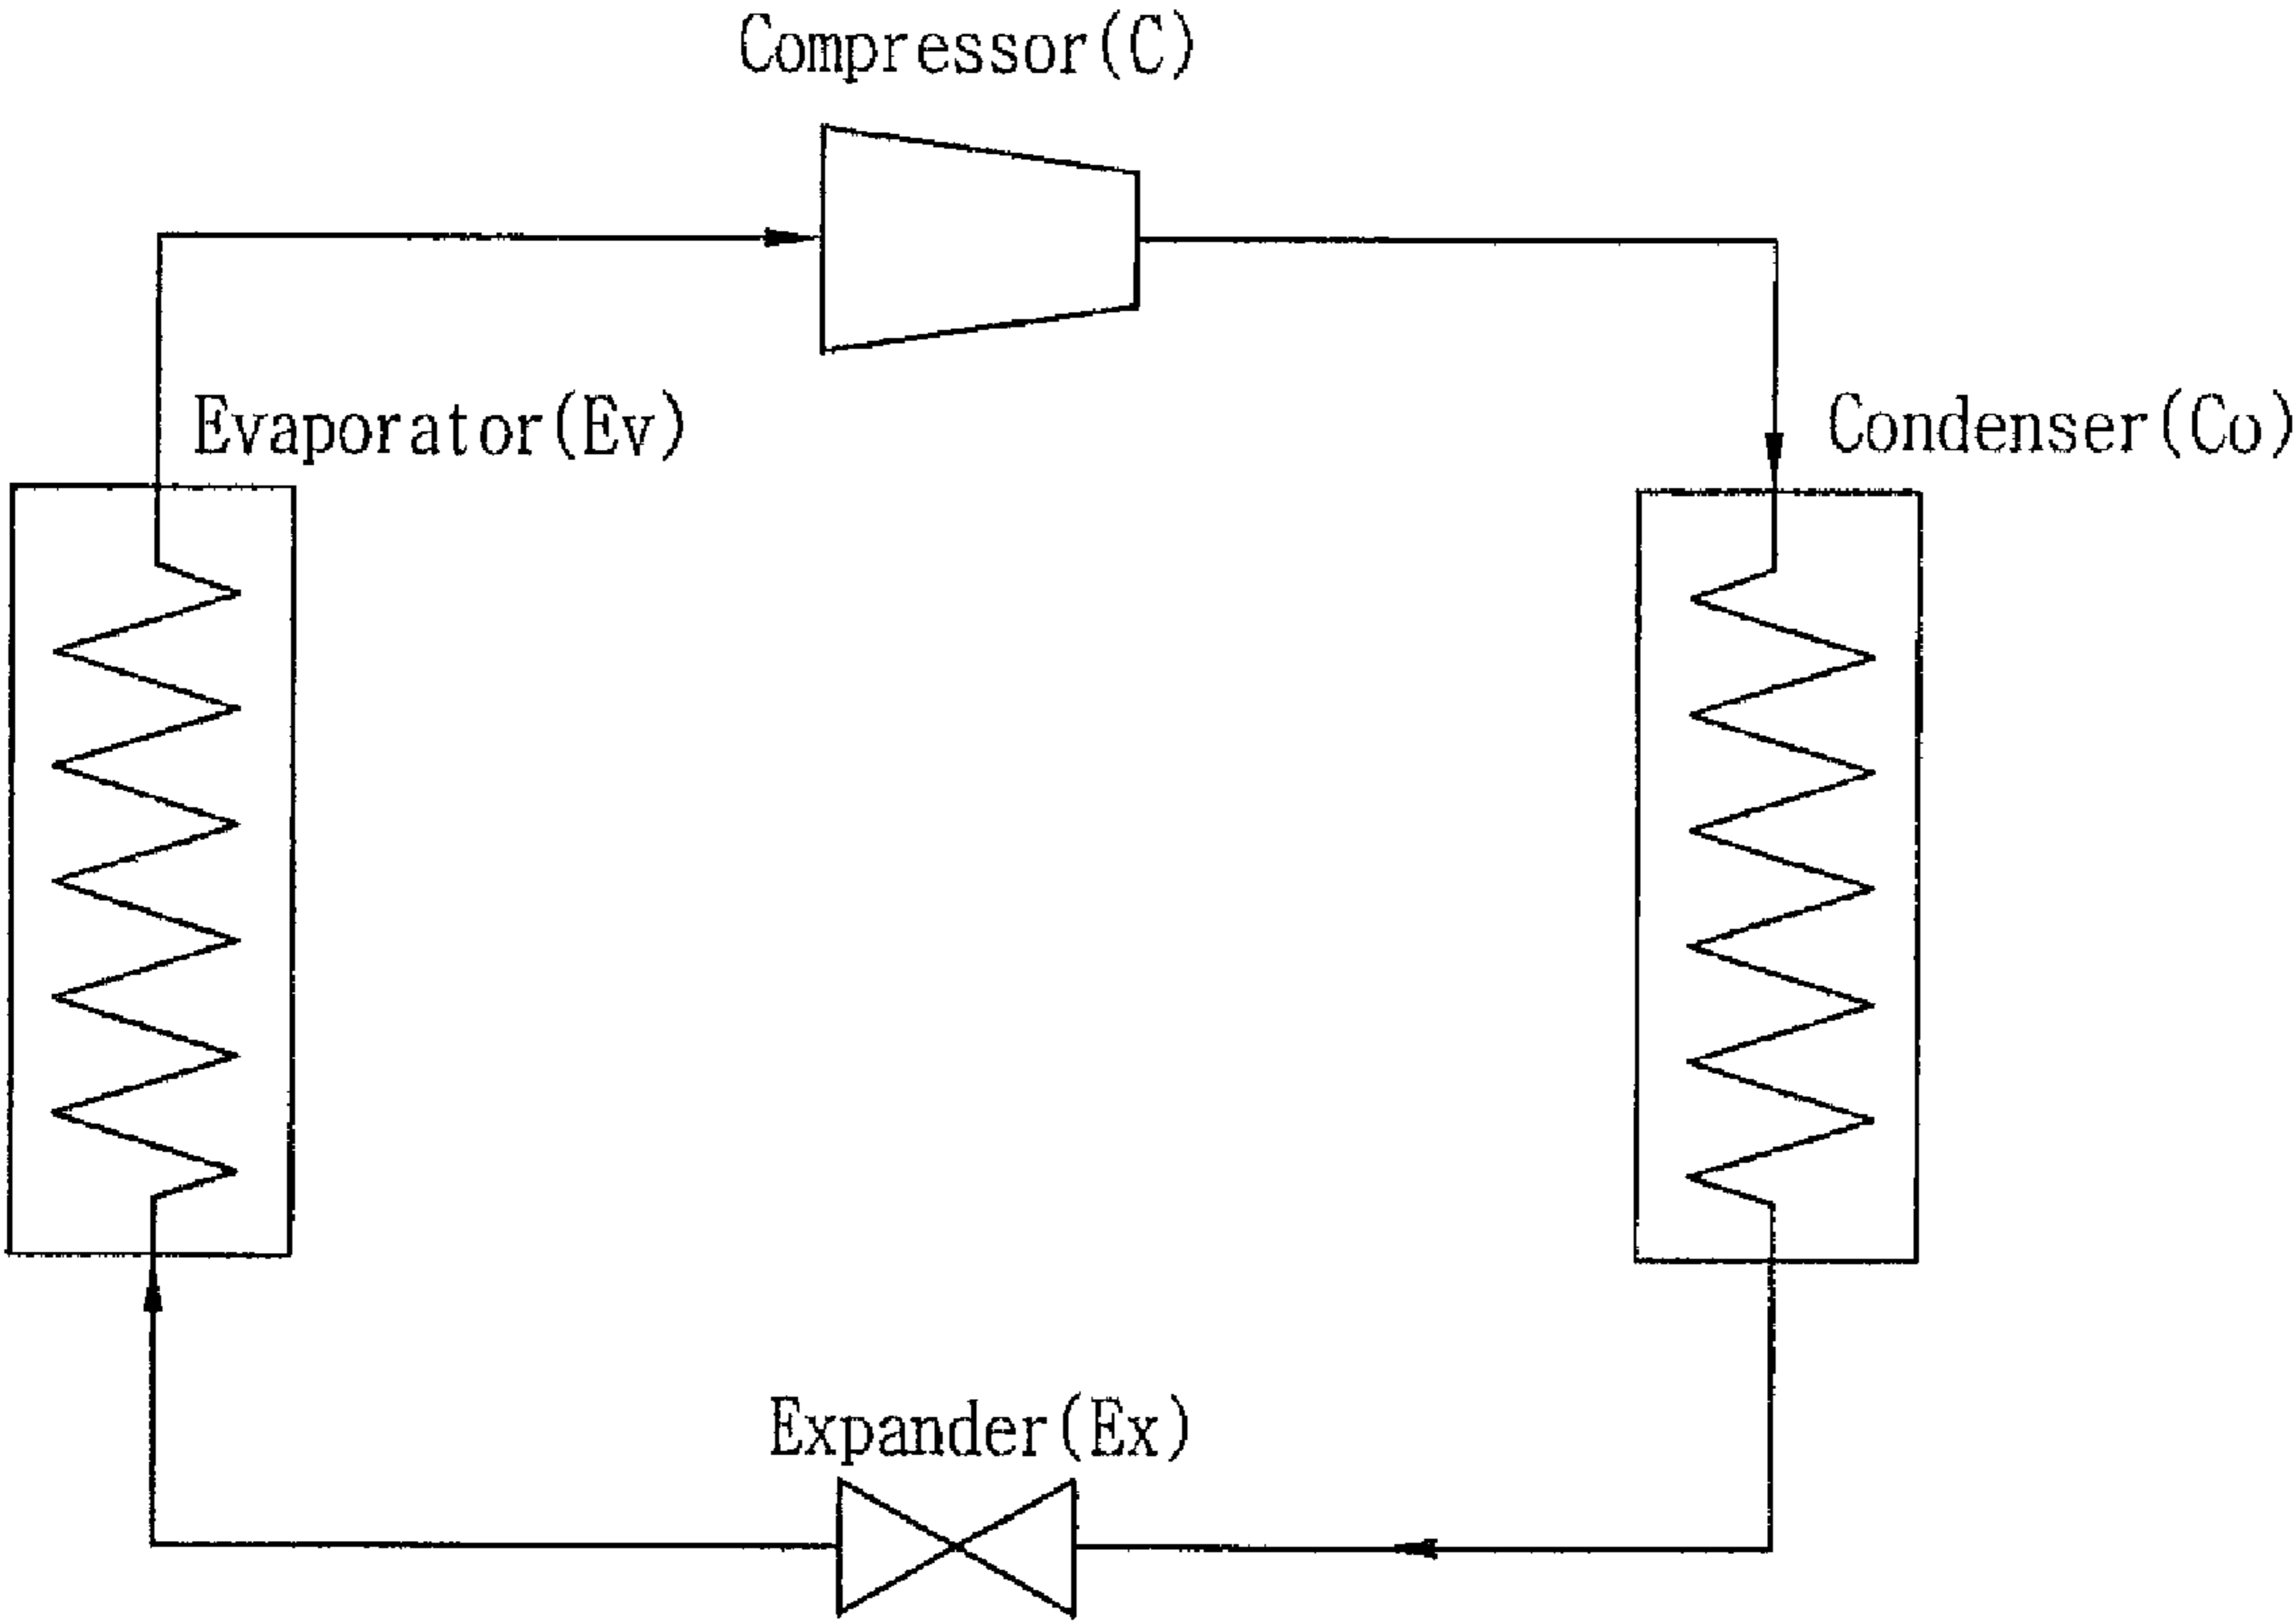 Compressor(C)
Evaporator(Ev)
Condenser(Co)
Expander(Ex)